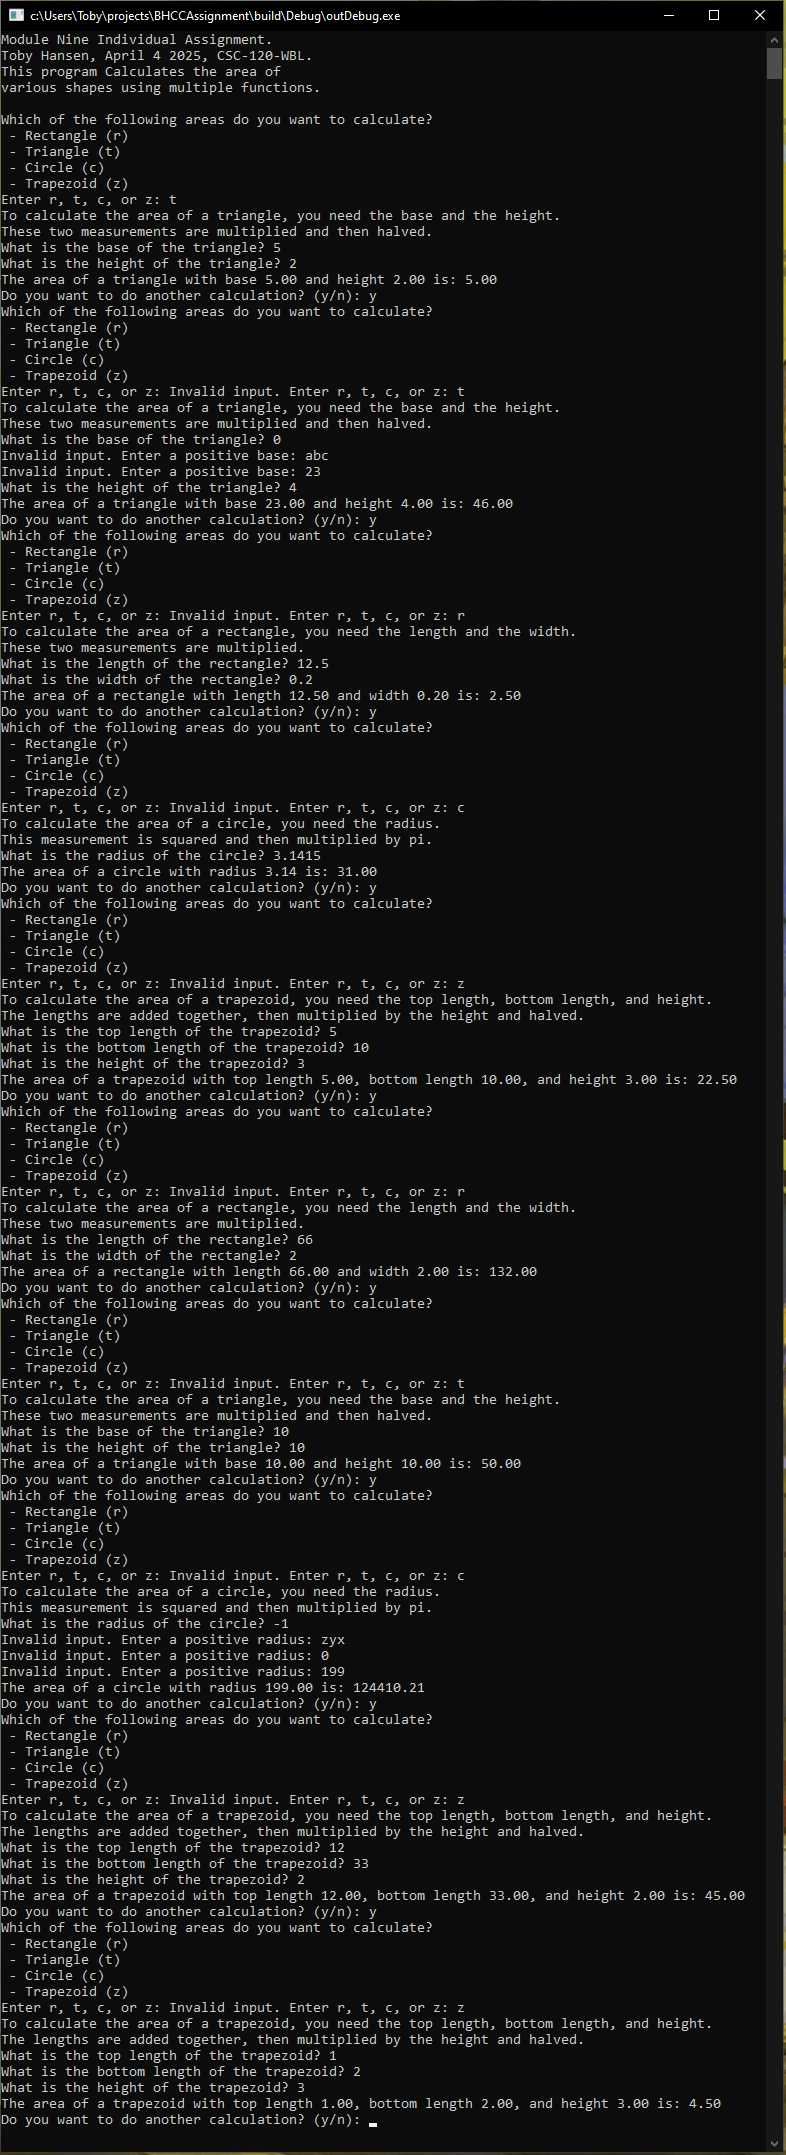 c:\Users\Toby\projects\BHCCAssignment\build\Debug\outDebug.exe
Module Nine Individual Assignment.
Toby Hansen, April 4 2025, CSC-120-WBL.
This program Calculates the area of
various shapes using multiple functions.
Which of the following areas do you want to calculate?
- Rectangle (r)
- Triangle (t)
- Circle (c)
- Trapezoid (z)
Enter r, t, c, or z: t
To calculate the area of a triangle, you need the base and the height.
These two measurements are multiplied and then halved.
What is the base of the triangle? 5
What is the height of the triangle? 2
The area of a triangle with base 5.00 and height 2.00 is: 5.00
Do you want to do another calculation? (y/n): y
Which of the following areas do you want to calculate?
- Rectangle (r)
- Triangle (t)
- Circle (c)
- Trapezoid (z)
Enter r, t, c, or z: Invalid input. Enter r, t, c, or z: t
To calculate the area of a triangle, you need the base and the height.
These two measurements are multiplied and then halved.
What is the base of the triangle? 0
Invalid input. Enter a positive base: abc
Invalid input. Enter a positive base: 23
What is the height of the triangle? 4
The area of a triangle with base 23.00 and height 4.00 is: 46.00
Do you want to do another calculation? (y/n): y
Which of the following areas do you want to calculate?
- Rectangle (r)
- Triangle (t)
- Circle (c)
- Trapezoid (z)
Enter r, t, c, or z: Invalid input. Enter r, t, c, or z: r
To calculate the area of a rectangle, you need the length and the width.
These two measurements are multiplied.
What is the length of the rectangle? 12.5
What is the width of the rectangle? 0.2
The area of a rectangle with length 12.50 and width 0.20 is: 2.50
Do you want to do another calculation? (y/n): y
Which of the following areas do you want to calculate?
- Rectangle (r)
- Triangle (t)
- Circle (c)
- Trapezoid (z)
Enter r, t, c, or z: Invalid input. Enter r, t, c, or z: c
To calculate the area of a circle, you need the radius.
This measurement is squared and then multiplied by pi.
What is the radius of the circle? 3.1415
The area of a circle with radius 3.14 is: 31.00
Do you want to do another calculation? (y/n): y
Which of the following areas do you want to calculate?
- Rectangle (r)
- Triangle (t)
- Circle (c)
- Trapezoid (z)
Enter r, t, c, or z: Invalid input. Enter r, t, c, or z: z
To calculate the area of a trapezoid, you need the top length, bottom length, and height.
The lengths are added together, then multiplied by the height and halved.
What is the top length of the trapezoid? 5
What is the bottom length of the trapezoid? 10
What is the height of the trapezoid? 3
The area of a trapezoid with top length 5.00, bottom length 10.00, and height 3.00 is: 22.50
Do you want to do another calculation? (y/n): y
Which of the following areas do you want to calculate?
- Rectangle (r)
- Triangle (t)
- Circle (c)
- Trapezoid (z)
Enter r, t, c, or z: Invalid input. Enter r, t, c, or z: r
To calculate the area of a rectangle, you need the length and the width.
These two measurements are multiplied.
What is the length of the rectangle? 66
What is the width of the rectangle? 2
The area of a rectangle with length 66.00 and width 2.00 is: 132.00
Do you want to do another calculation? (y/n): y
Which of the following areas do you want to calculate?
- Rectangle (r)
- Triangle (t)
- Circle (c)
- Trapezoid (z)
Enter r, t, c, or z: Invalid input. Enter r, t, c, or z: t
To calculate the area of a triangle, you need the base and the height.
These two measurements are multiplied and then halved.
What is the base of the triangle? 10
What is the height of the triangle? 10
The area of a triangle with base 10.00 and height 10.00 is: 50.00
Do you want to do another calculation? (y/n): y
Which of the following areas do you want to calculate?
- Rectangle (r)
- Triangle (t)
- Circle (c)
- Trapezoid (z)
Enter r, t, c, or z: Invalid input. Enter r, t, c, or z: c
To calculate the area of a circle, you need the radius.
This measurement is squared and then multiplied by pi.
What is the radius of the circle? -1
Invalid input. Enter a positive radius: zyx
Invalid input. Enter a positive radius: 0
Invalid input. Enter a positive radius: 199
The area of a circle with radius 199.00 is: 124410.21
Do you want to do another calculation? (y/n): y
Which of the following areas do you want to calculate?
- Rectangle (r)
- Triangle (t)
- Circle (c)
- Trapezoid (z)
Enter r, t, c, or z: Invalid input. Enter r, t, c, or z: z
To calculate the area of a trapezoid, you need the top length, bottom length, and height.
The lengths are added together, then multiplied by the height and halved.
What is the top length of the trapezoid? 12
What is the bottom length of the trapezoid? 33
What is the height of the trapezoid? 2
The area of a trapezoid with top length 12.00, bottom length 33.00, and height 2.00 is: 45.00
Do you want to do another calculation? (y/n): y
Which of the following areas do you want to calculate?
- Rectangle (r)
- Triangle (t)
- Circle (c)
- Trapezoid (z)
Enter r, t, c, or z: Invalid input. Enter r, t, c, or z: z
To calculate the area of a trapezoid, you need the top length, bottom length, and height.
The lengths are added together, then multiplied by the height and halved.
What is the top length of the trapezoid? 1
What is the bottom length of the trapezoid? 2
What is the height of the trapezoid? 3
The area of a trapezoid with top length 1.00, bottom length 2.00, and height 3.00 is: 4.50
Do you want to do another calculation? (y/n):